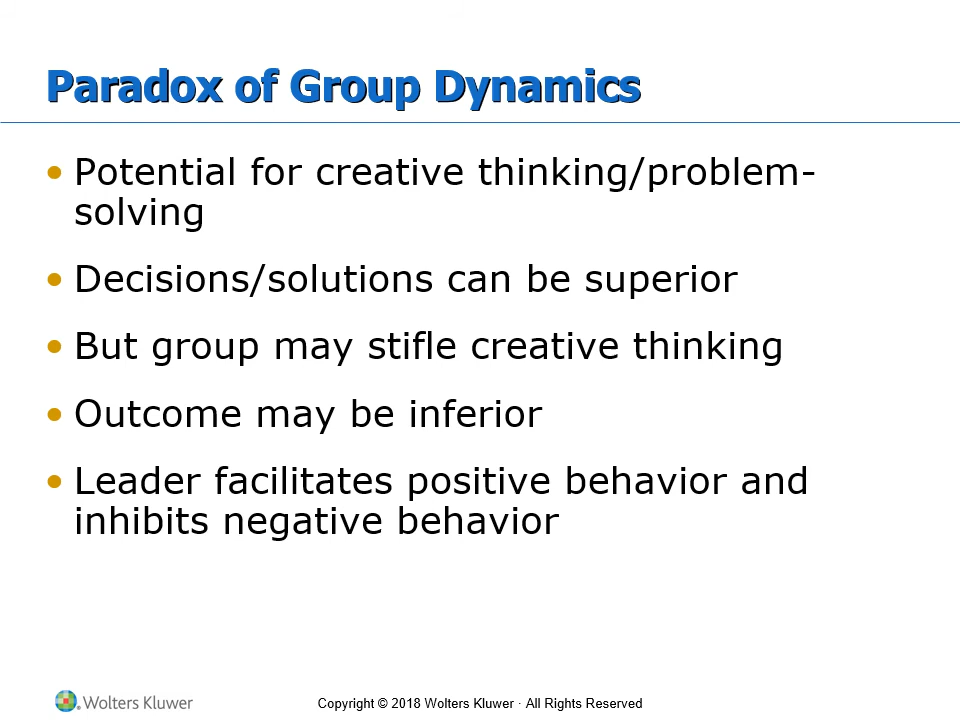 Paradox of Group Dynamics
• Potential for creative thinking/problem-
solving
• Decisions/solutions can be superior
• But group may stifle creative thinking
• Outcome may be inferior
• Leader facilitates positive behavior and
inhibits negative behavior
Wolters Kluwer
Copyright © 2018 Wolters Kluwer · All Rights Reserved